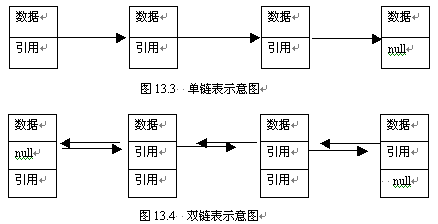 数据 数据 数据 数据
引用 引用 引用 null
图 13.3 单链表示意图
数据 数据 数据 数据
null 引用 引用 引用
引用 引用 引用 null
图 13.4 双链表示意图